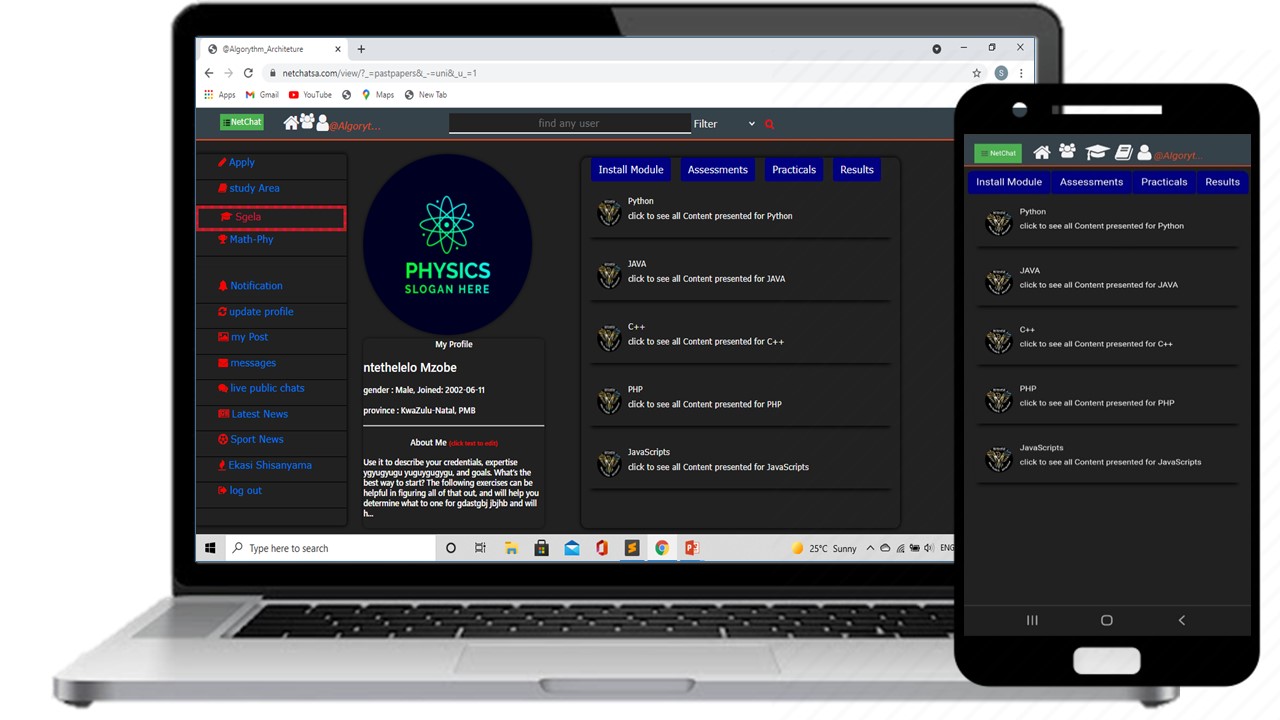 @Algorythm_Architeture
netchatsa.com/view/?_=pastpapers&_-=uni&_u_=1
Apps Gmail YouTube Maps New Tab
NetChat @Algoryt... find any user Filter
Apply
study Area
Sgela
Math-Phy
Notification
update profile
my Post
messages
live public chats
Latest News
Sport News
Ekasi Shisanyama
log out
PHYSICS
SLOGAN HERE
My Profile
ntethelelo Mzobe
gender : Male, Joined: 2002-06-11
province : KwaZulu-Natal, PMB
About Me (click text to edit)
Use it to describe your credentials, expertise
ygyugyugu yuguygugygu, and goals. What's the
best way to start? The following exercises can be
helpful in figuring all of that out, and will help you
determine what to one for gdastgbj jbjhb and will
h...
Install Module Assessments Practicals Results
Python
click to see all Content presented for Python
JAVA
click to see all Content presented for JAVA
C++
click to see all Content presented for C++
PHP
click to see all Content presented for PHP
JavaScripts
click to see all Content presented for JavaScripts
Type here to search
25°C Sunny
ENG
NetChat @Algoryt...
Install Module Assessments Practicals Results
Python
click to see all Content presented for Python
JAVA
click to see all Content presented for JAVA
C++
click to see all Content presented for C++
PHP
click to see all Content presented for PHP
JavaScripts
click to see all Content presented for JavaScripts